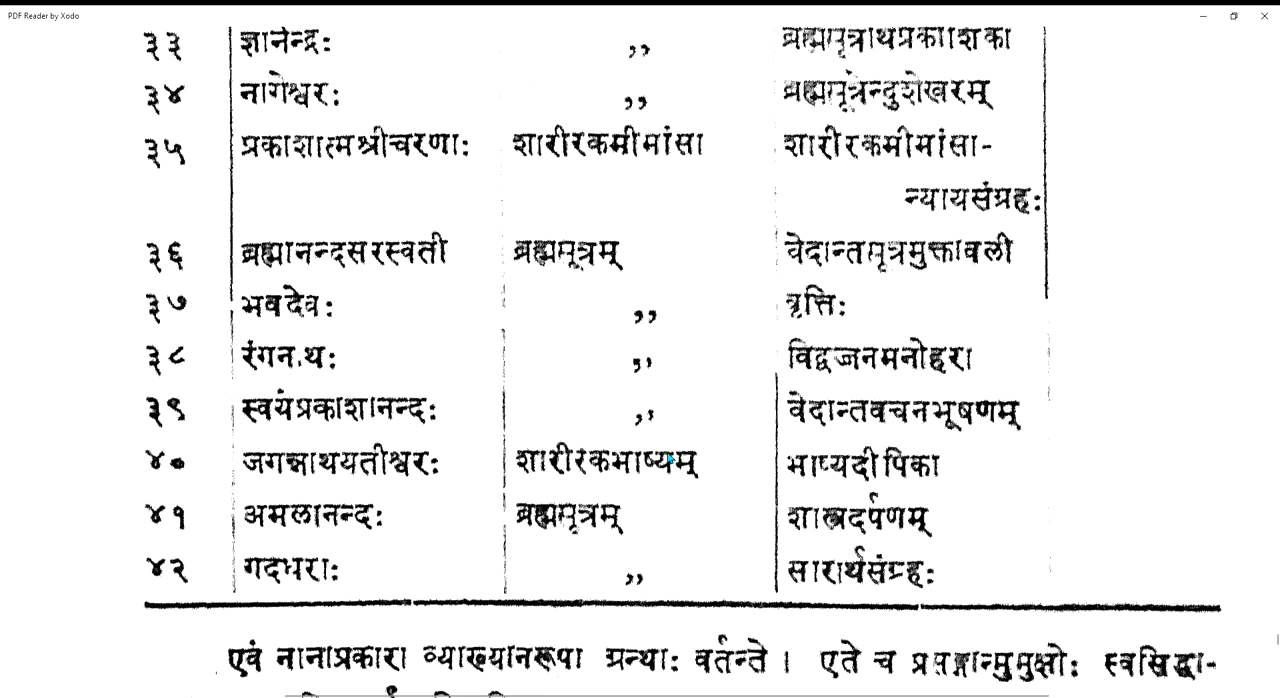 PDF Reader by Xodo
३३ ज्ञानेन्द्रः ,, ब्रह्मसूत्रार्थप्रकाशिका
३४ नागेश्वरः ,, ब्रह्मसूत्रेन्दुशेखरम्
३५ प्रकाशात्मश्रीचरणाः शारीरकमीमांसा शारीरकमीमांसा-
न्यायसंग्रहः
३६ ब्रह्मानन्दसरस्वती ब्रह्मसूत्रम् वेदान्तसूत्रमुक्तावली
३७ भवदेवः ,, वृत्तिः
३८ रंगनाथः ,, विद्वज्जनमनोहरा
३९ स्वयंप्रकाशानन्दः ,, वेदान्तवचनभूषणम्
४० जगन्नाथयतीश्वरः शारीरकभाष्यम् भाष्यदीपिका
४१ अमलानन्दः ब्रह्मसूत्रम् शास्त्रदर्पणम्
४२ गदधराः ,, सारार्थसंग्रहः
एवं नानाप्रकारा व्याख्यानरूपा ग्रन्थाः वर्तन्ते । एते च प्रसङ्गान्मुमुक्षोः स्वसिद्धा-